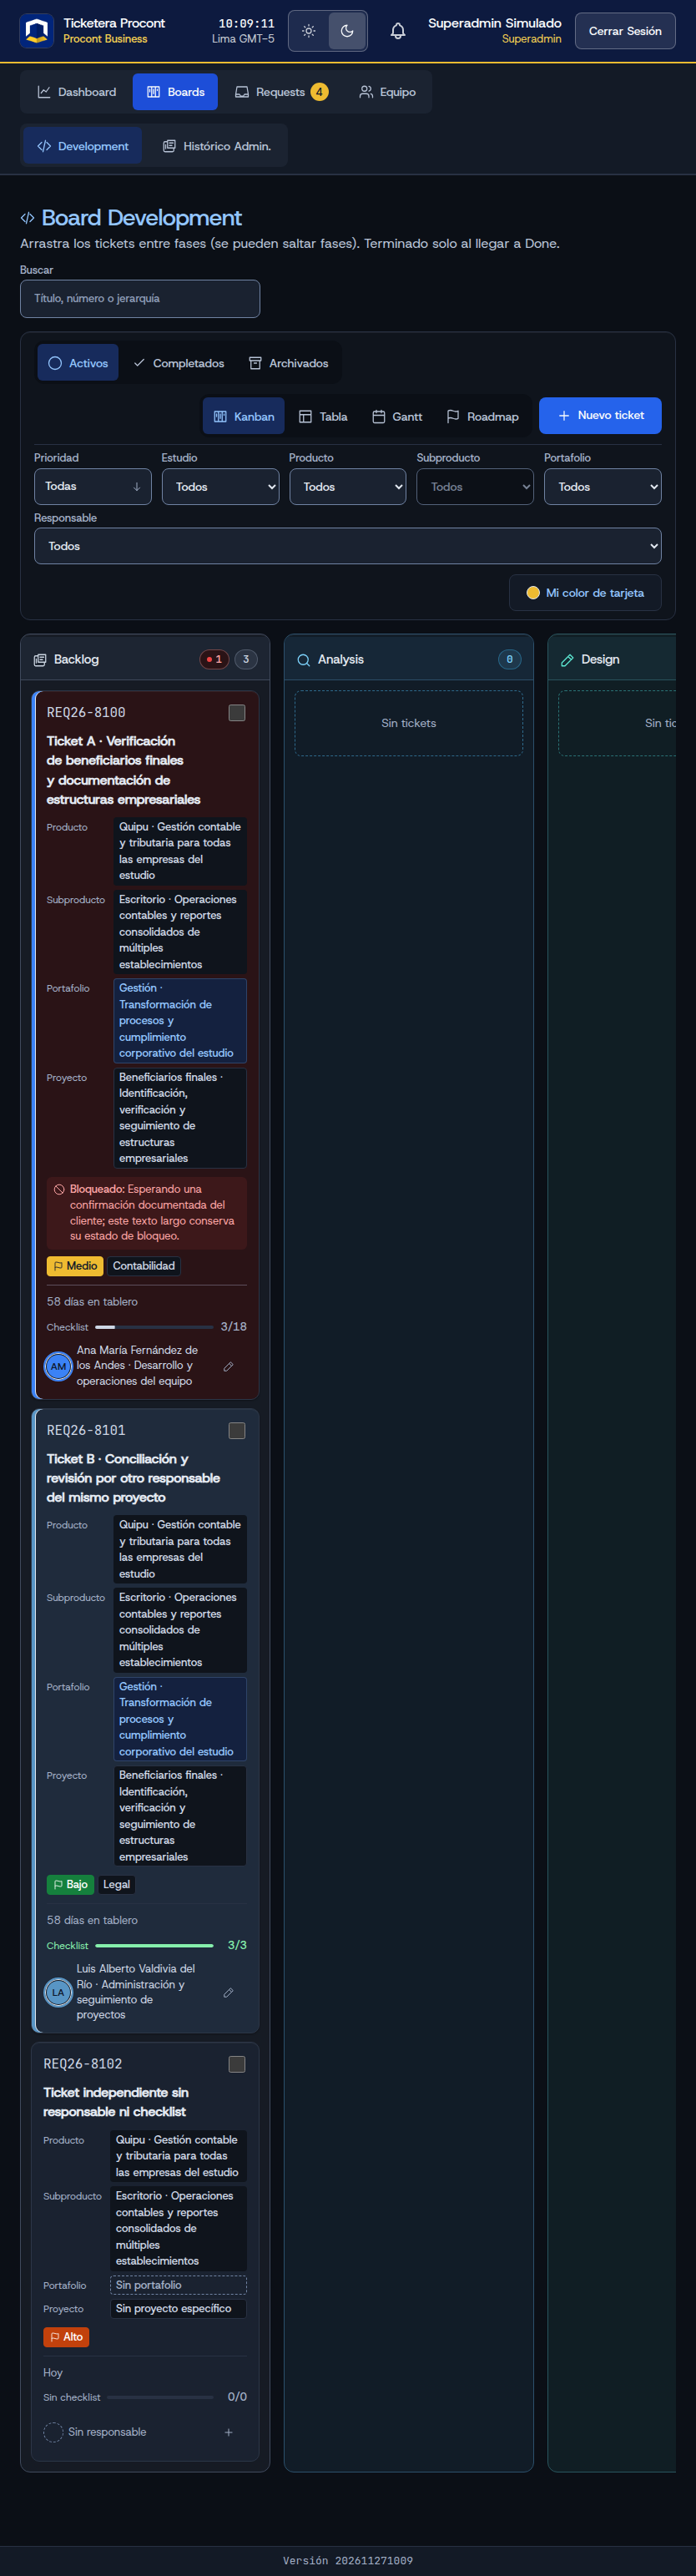 Ticketera Procont
Procont Business
10:09:11
Lima GMT-5
Superadmin Simulado
Superadmin
Cerrar Sesión
Dashboard
Boards
Requests 4
Equipo
Development
Histórico Admin.
Board Development
Arrastra los tickets entre fases (se pueden saltar fases). Terminado solo al llegar a Done.
Buscar
Título, número o jerarquía
Activos
Completados
Archivados
Kanban
Tabla
Gantt
Roadmap
Nuevo ticket
Prioridad
Estudio
Producto
Subproducto
Portafolio
Todas
Todos
Todos
Todos
Todos
Responsable
Todos
Mi color de tarjeta
Backlog
1
3
Analysis
0
Design
Sin tickets
Sin tic
REQ26-8100
Ticket A · Verificación
de beneficiarios finales
y documentación de
estructuras empresariales
Producto
Quipu · Gestión contable
y tributaria para todas
las empresas del
estudio
Subproducto
Escritorio · Operaciones
contables y reportes
consolidados de
múltiples
establecimientos
Portafolio
Gestión ·
Transformación de
procesos y
cumplimiento
corporativo del estudio
Proyecto
Beneficiarios finales ·
Identificación,
verificación y
seguimiento de
estructuras
empresariales
Bloqueado: Esperando una
confirmación documentada del
cliente; este texto largo conserva
su estado de bloqueo.
Medio
Contabilidad
58 días en tablero
Checklist
3/18
AM
Ana María Fernández de
los Andes · Desarrollo y
operaciones del equipo
REQ26-8101
Ticket B · Conciliación y
revisión por otro responsable
del mismo proyecto
Producto
Quipu · Gestión contable
y tributaria para todas
las empresas del
estudio
Subproducto
Escritorio · Operaciones
contables y reportes
consolidados de
múltiples
establecimientos
Portafolio
Gestión ·
Transformación de
procesos y
cumplimiento
corporativo del estudio
Proyecto
Beneficiarios finales ·
Identificación,
verificación y
seguimiento de
estructuras
empresariales
Bajo
Legal
58 días en tablero
Checklist
3/3
LA
Luis Alberto Valdivia del
Río · Administración y
seguimiento de
proyectos
REQ26-8102
Ticket independiente sin
responsable ni checklist
Producto
Quipu · Gestión contable
y tributaria para todas
las empresas del estudio
Subproducto
Escritorio · Operaciones
contables y reportes
consolidados de
múltiples
establecimientos
Portafolio
Sin portafolio
Proyecto
Sin proyecto específico
Alto
Hoy
Sin checklist
0/0
Sin responsable
Versión 202611271009